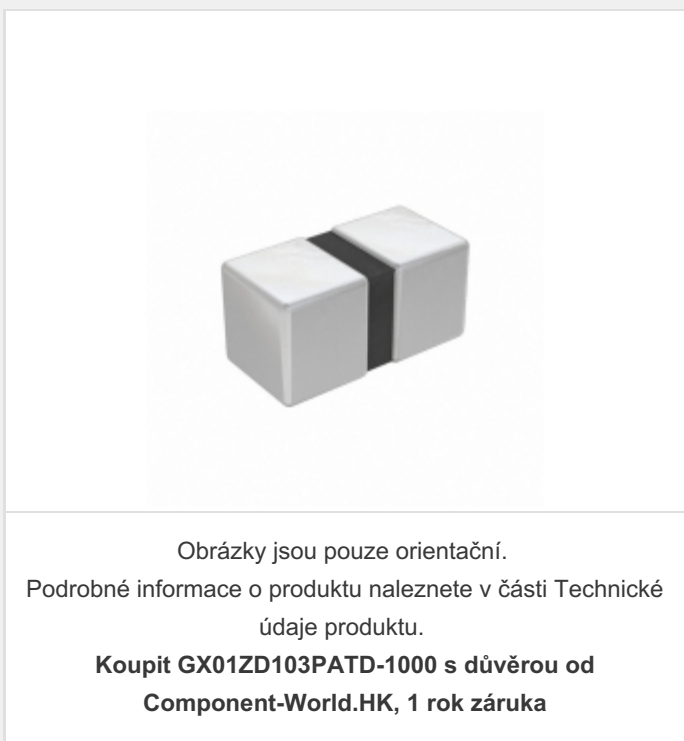 Obrázky jsou pouze orientační.
Podrobné informace o produktu naleznete v části Technické
údaje produktu.
Koupit GX01ZD103PATD-1000 s důvěrou od
Component-World.HK, 1 rok záruka